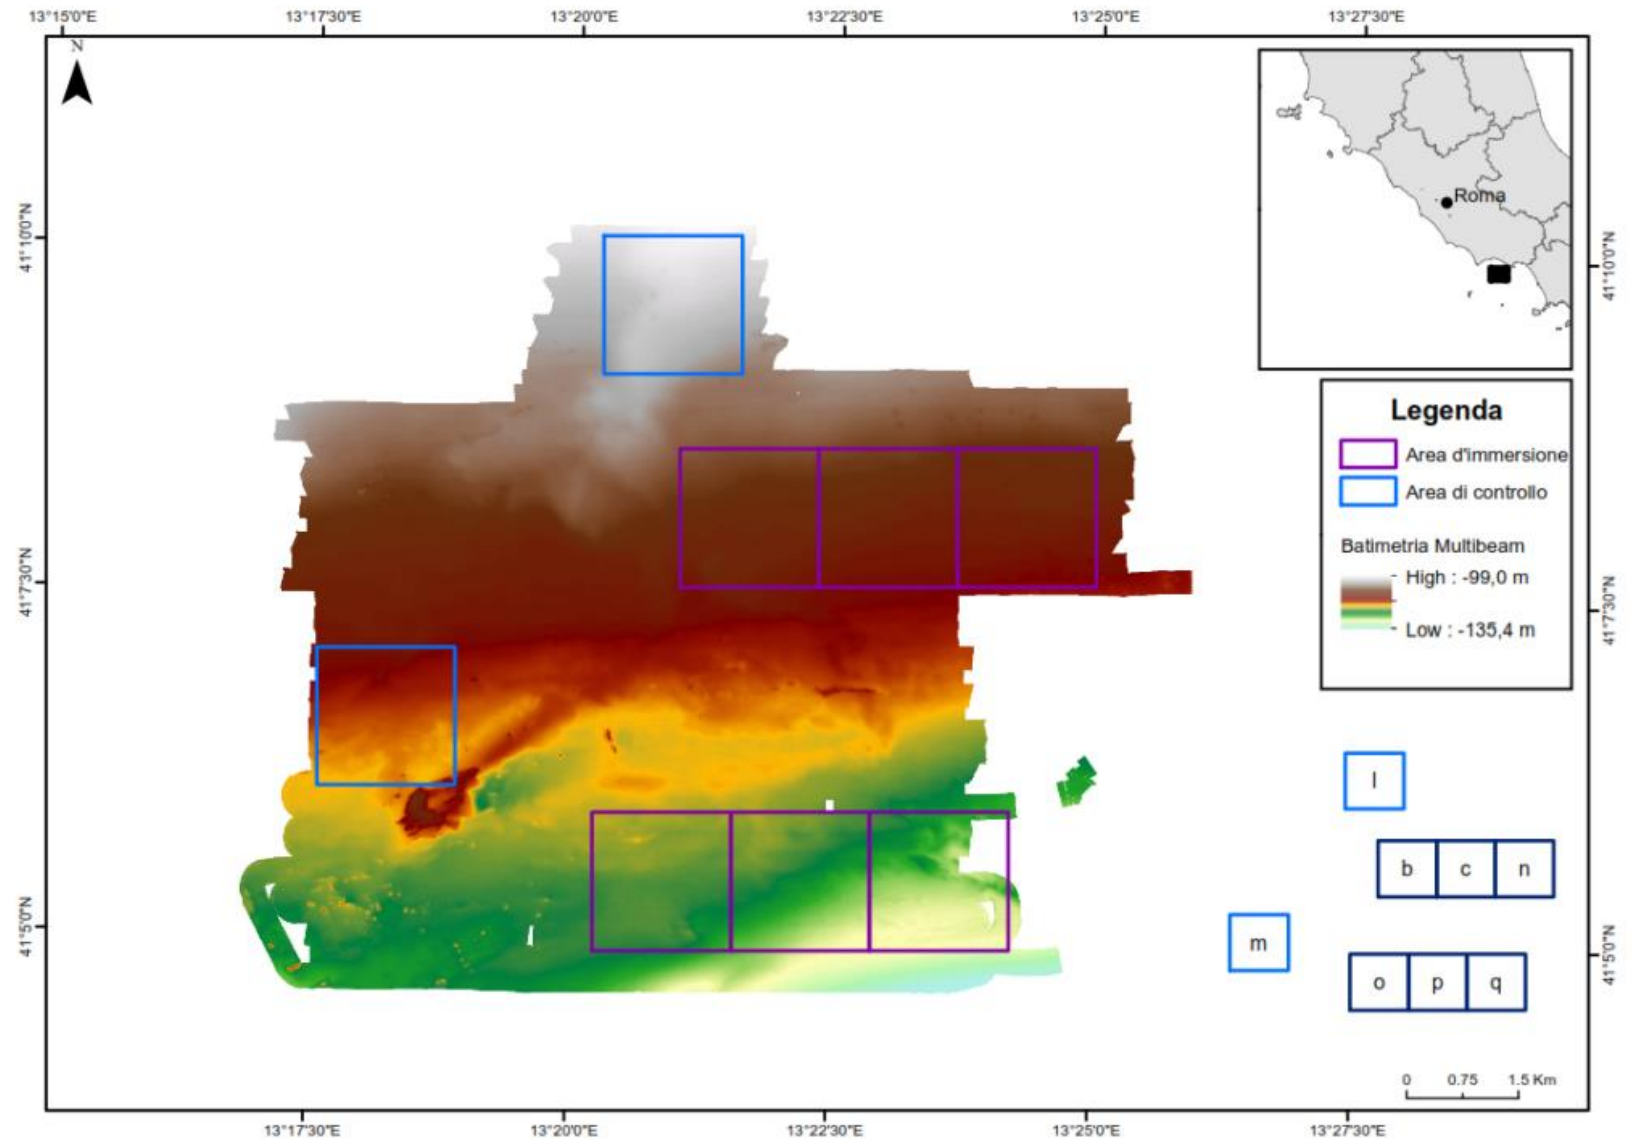 13°15'0"E 13°17'30"E 13°20'0"E 13°22'30"E 13°25'0"E 13°27'30"E
N
Roma
41°10'0"N
41°10'0"N
Legenda
Area d'immersione
Area di controllo
Batimetria Multibeam
High : -99,0 m
Low : -135,4 m
41°7'30"N
41°7'30"N
l
b c n
m
41°5'0"N
41°5'0"N
o p q
0 0.75 1.5 Km
13°17'30"E 13°20'0"E 13°22'30"E 13°25'0"E 13°27'30"E